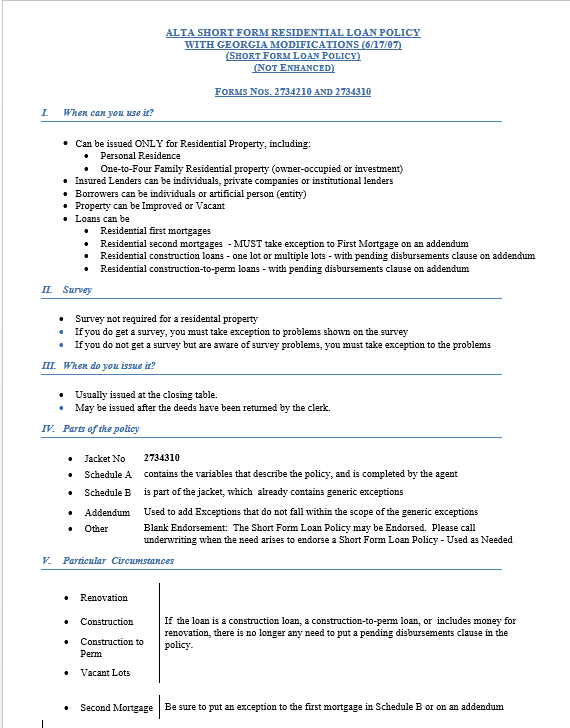 ALTA SHORT FORM RESIDENTIAL LOAN POLICY
WITH GEORGIA MODIFICATIONS (6/17/07)
(SHORT FORM LOAN POLICY)
(NOT ENHANCED)
FORMS NOS. 2734210 AND 2734310
I. When can you use it?
• Can be issued ONLY for Residential Property, including:
• Personal Residence
• One-to-Four Family Residential property (owner-occupied or investment)
• Insured Lenders can be individuals, private companies or institutional lenders
• Borrowers can be individuals or artificial person (entity)
• Property can be Improved or Vacant
• Loans can be
• Residential first mortgages
• Residential second mortgages - MUST take exception to First Mortgage on an addendum
• Residential construction loans - one lot or multiple lots - with pending disbursements clause on addendum
• Residential construction-to-perm loans - with pending disbursements clause on addendum
II. Survey
• Survey not required for a residental property
• If you do get a survey, you must take exception to problems shown on the survey
• If you do not get a survey but are aware of survey problems, you must take exception to the problems
III. When do you issue it?
• Usually issued at the closing table.
• May be issued after the deeds have been returned by the clerk.
IV. Parts of the policy
• Jacket No 2734310
• Schedule A contains the variables that describe the policy, and is completed by the agent
• Schedule B is part of the jacket, which already contains generic exceptions
• Addendum Used to add Exceptions that do not fall within the scope of the generic exceptions
• Other Blank Endorsement: The Short Form Loan Policy may be Endorsed. Please call
underwriting when the need arises to endorse a Short Form Loan Policy - Used as Needed
V. Particular Circumstances
• Renovation
• Construction
• Construction to
Perm
• Vacant Lots
If the loan is a construction loan, a construction-to-perm loan, or includes money for
renovation, there is no longer any need to put a pending disbursements clause in the
policy.
• Second Mortgage Be sure to put an exception to the first mortgage in Schedule B or on an addendum